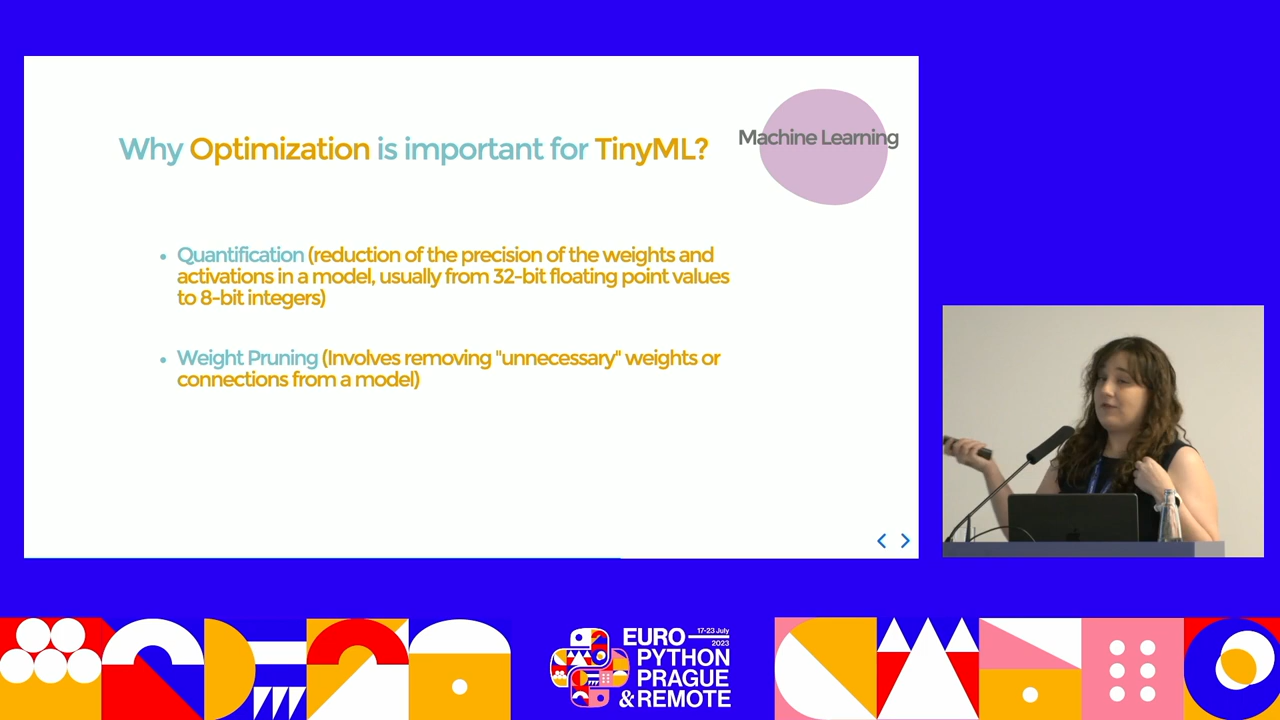 Why Optimization is important for TinyML?
Machine Learning
Quantification (reduction of the precision of the weights and
activations in a model, usually from 32-bit floating point values
to 8-bit integers)
Weight Pruning (Involves removing "unnecessary" weights or
connections from a model)
EURO
17-23 July
2023
PYTHON
PRAGUE
&REMOTE